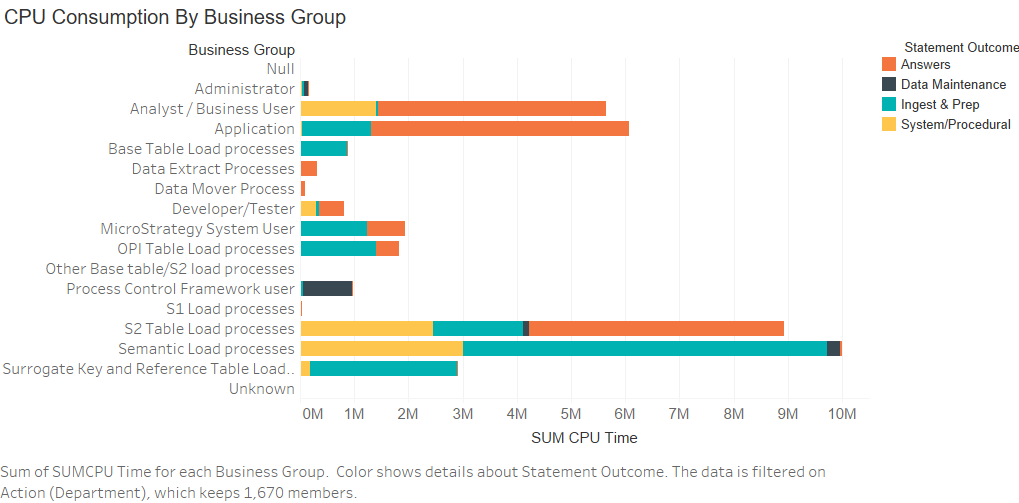 CPU Consumption By Business Group
Business Group
Null
Administrator
Analyst / Business User
Application
Base Table Load processes
Data Extract Processes
Data Mover Process
Developer/Tester
MicroStrategy System User
OPI Table Load processes
Other Base table/S2 load processes
Process Control Framework user
S1 Load processes
S2 Table Load processes
Semantic Load processes
Surrogate Key and Reference Table Load..
Unknown
0M 1M 2M 3M 4M 5M 6M 7M 8M 9M 10M
SUM CPU Time
Statement Outcome
Answers
Data Maintenance
Ingest & Prep
System/Procedural
Sum of SUMCPU Time for each Business Group.  Color shows details about Statement Outcome. The data is filtered on
Action (Department), which keeps 1,670 members.